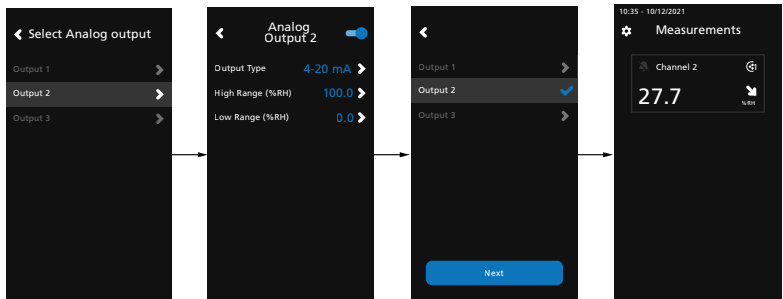 Select Analog output
Output 1
Output 2
Output 3
Analog
Output 2
Output Type 4-20 mA
High Range (%RH) 100.0
Low Range (%RH) 0.0
Output 1
Output 2
Output 3
Next
10:35 - 10/12/2021
Measurements
Channel 2 1
27.7
%RH